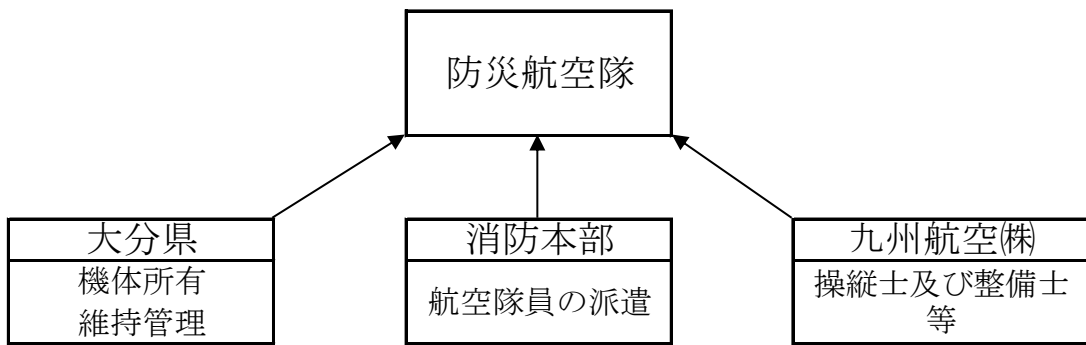 防災航空隊
大分県
機体所有
維持管理
消防本部
航空隊員の派遣
九州航空㈱
操縦士及び整備士
等